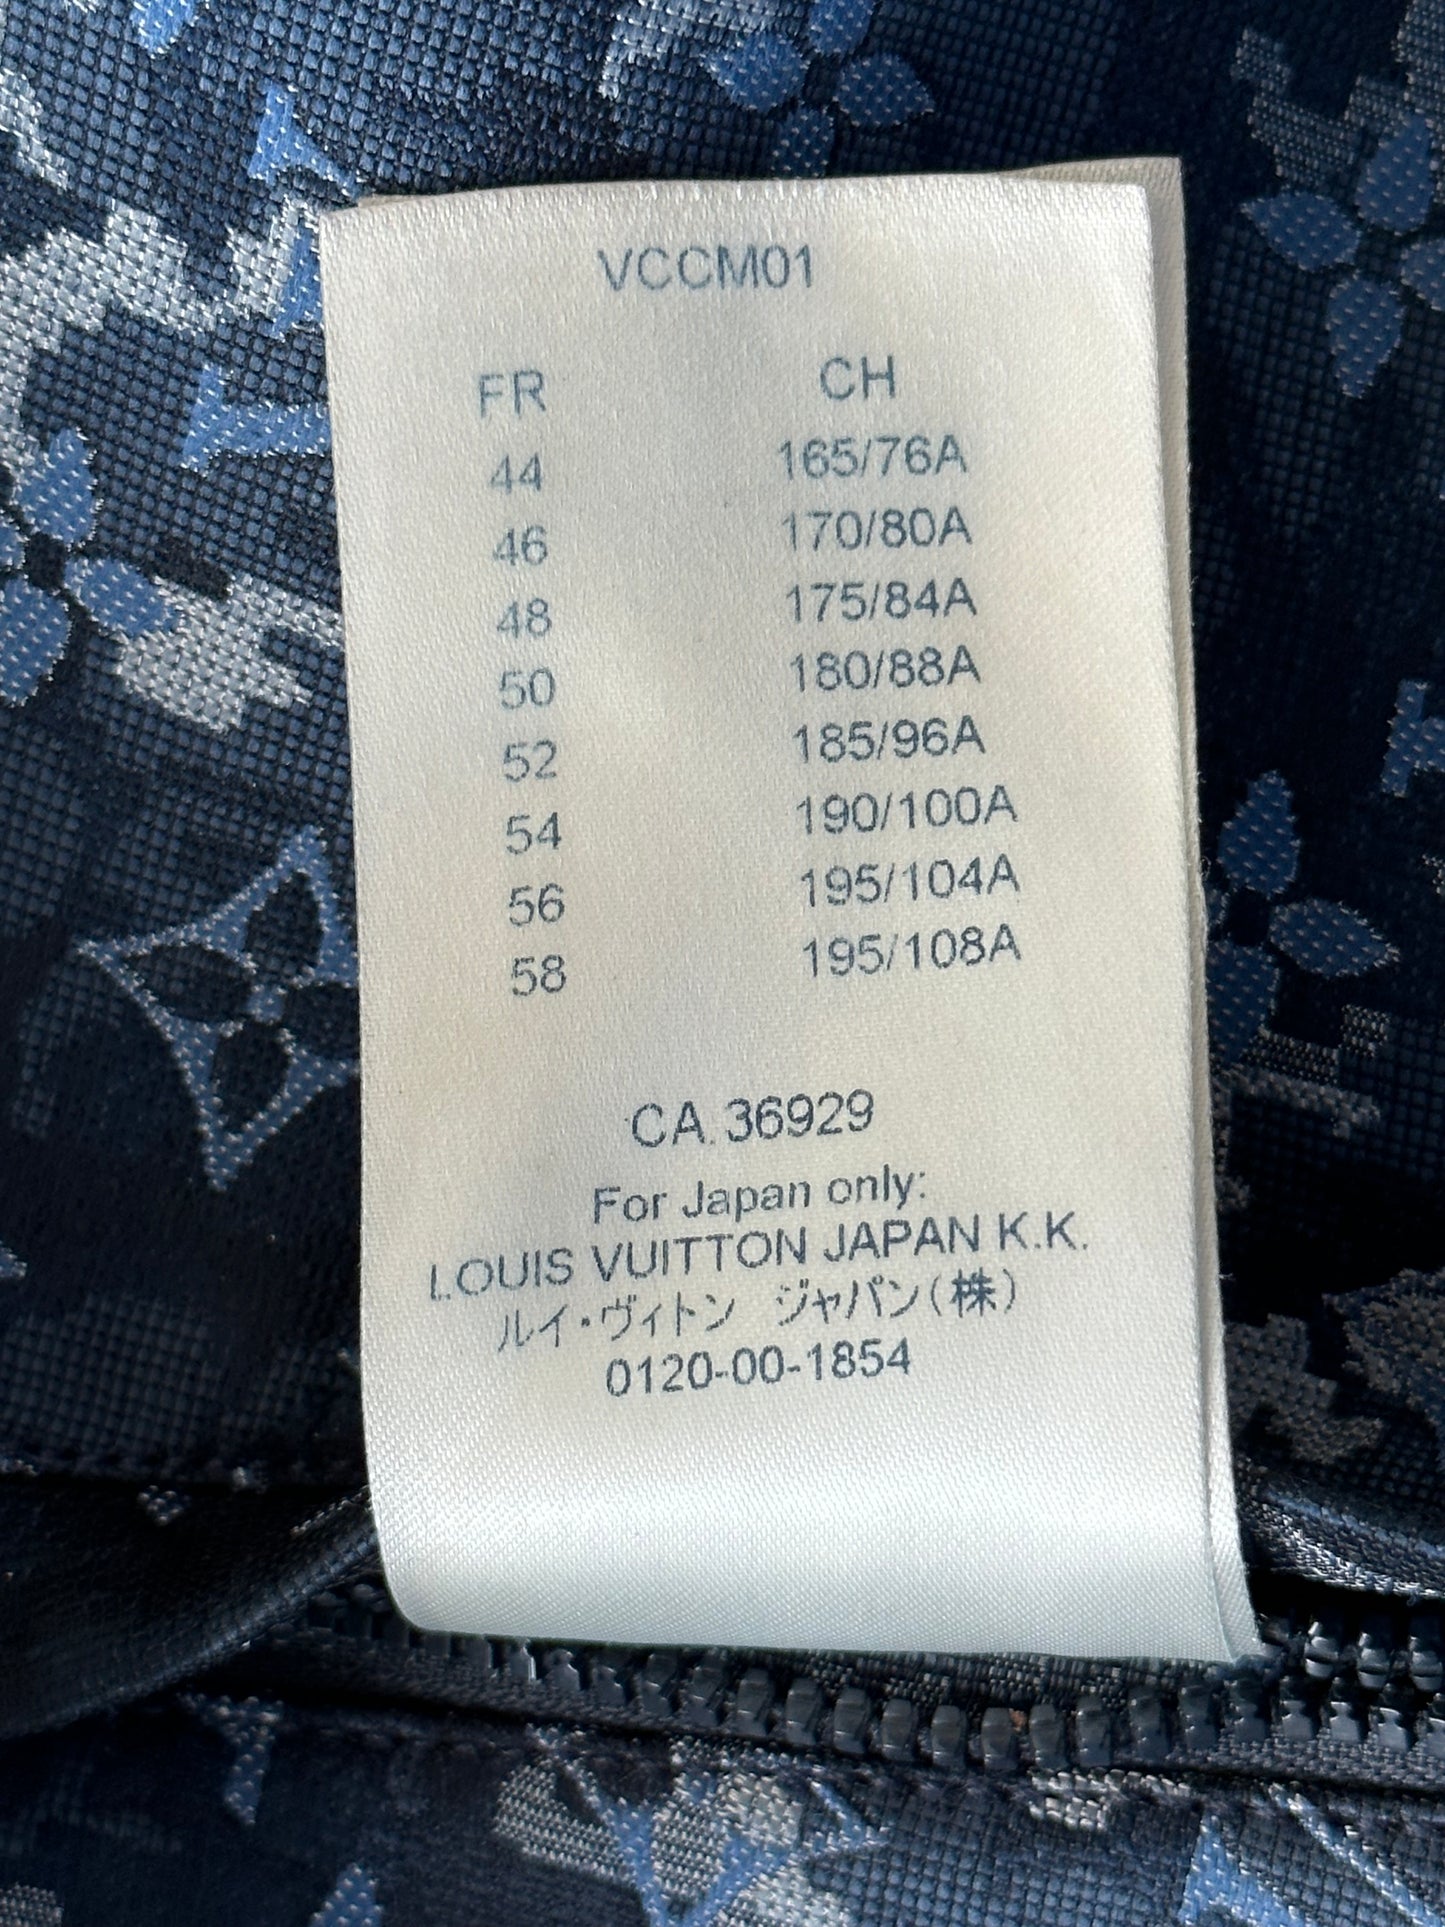 VCCM01
FR CH
44 165/76A
46 170/80A
48 175/84A
50 180/88A
52 185/96A
54 190/100A
56 195/104A
58 195/108A
CA 36929
For Japan only:
LOUIS VUITTON JAPAN K.K.
ルイ・ヴィトン ジャパン(株)
0120-00-1854